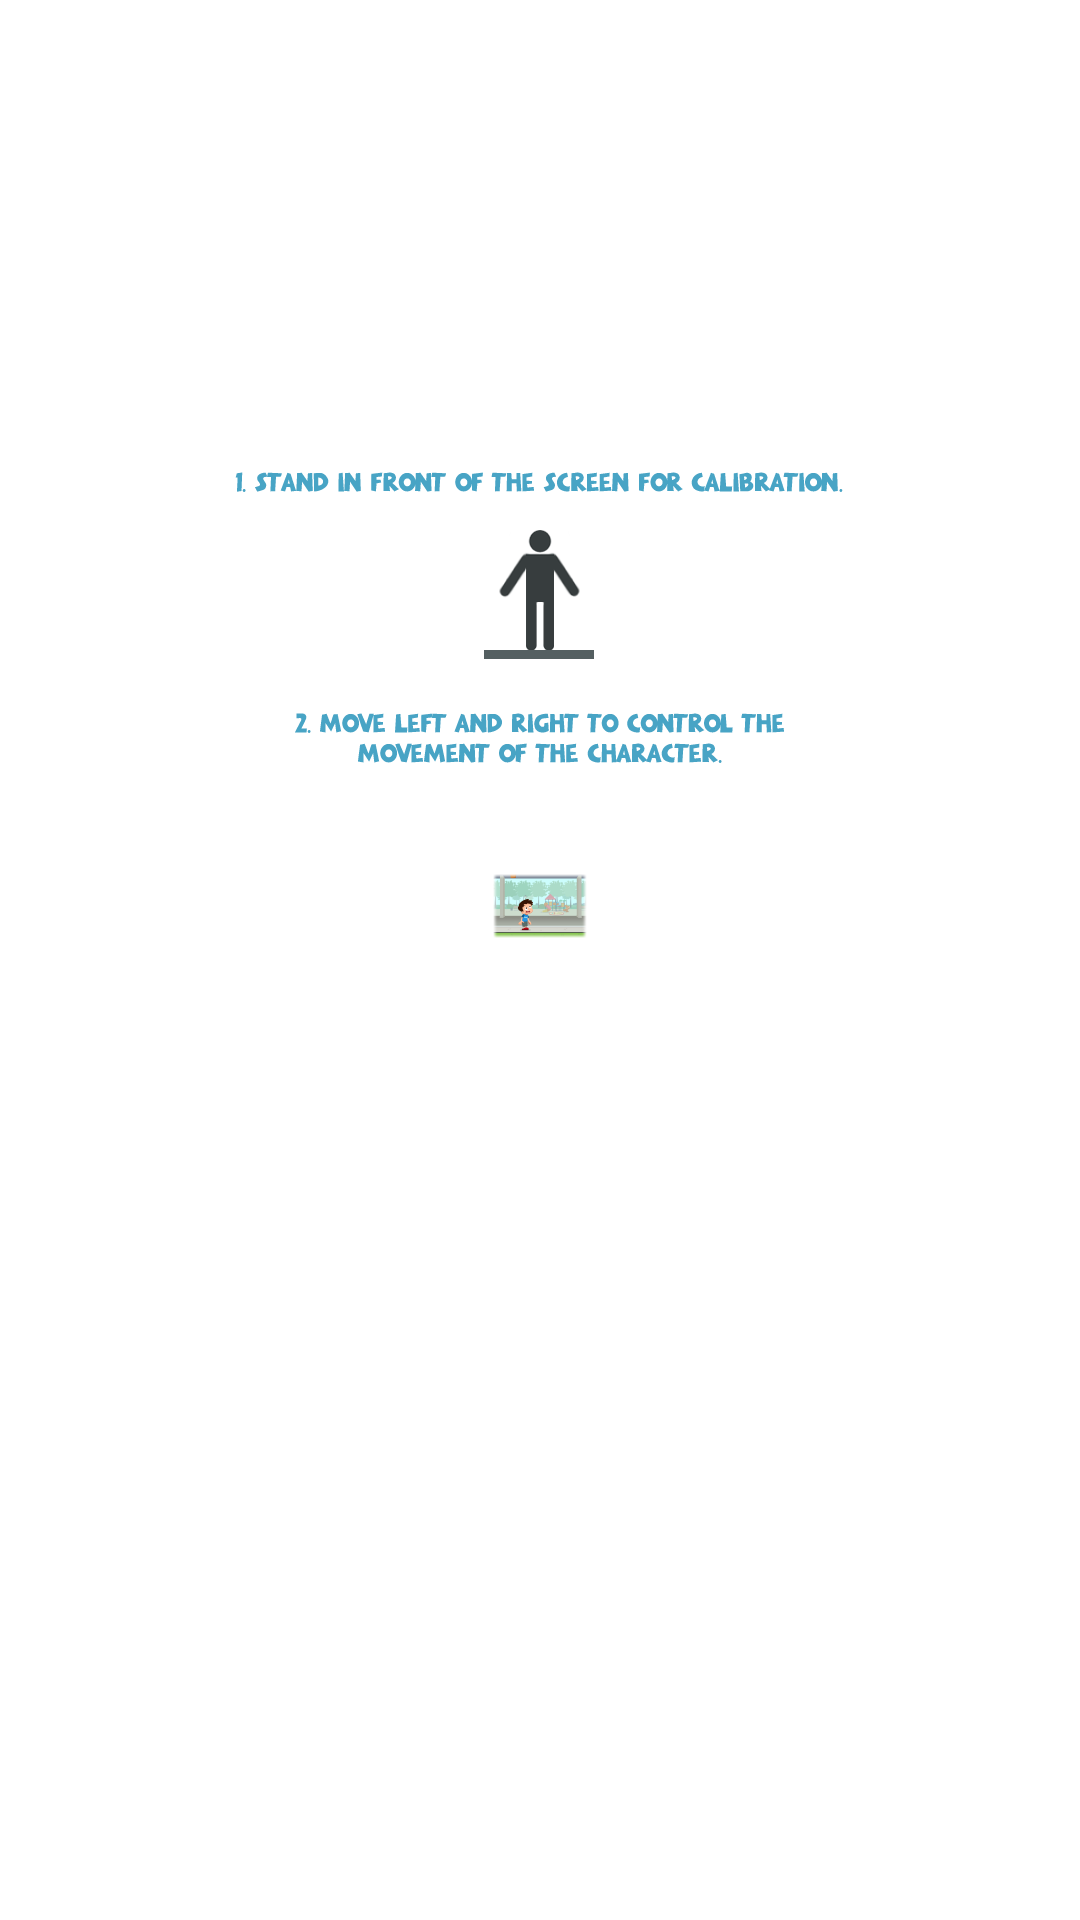 1. STAND IN FRONT OF THE SCREEN FOR CALIBRATION.
2. MOVE LEFT AND RIGHT TO CONTROL THE
MOVEMENT OF THE CHARACTER.